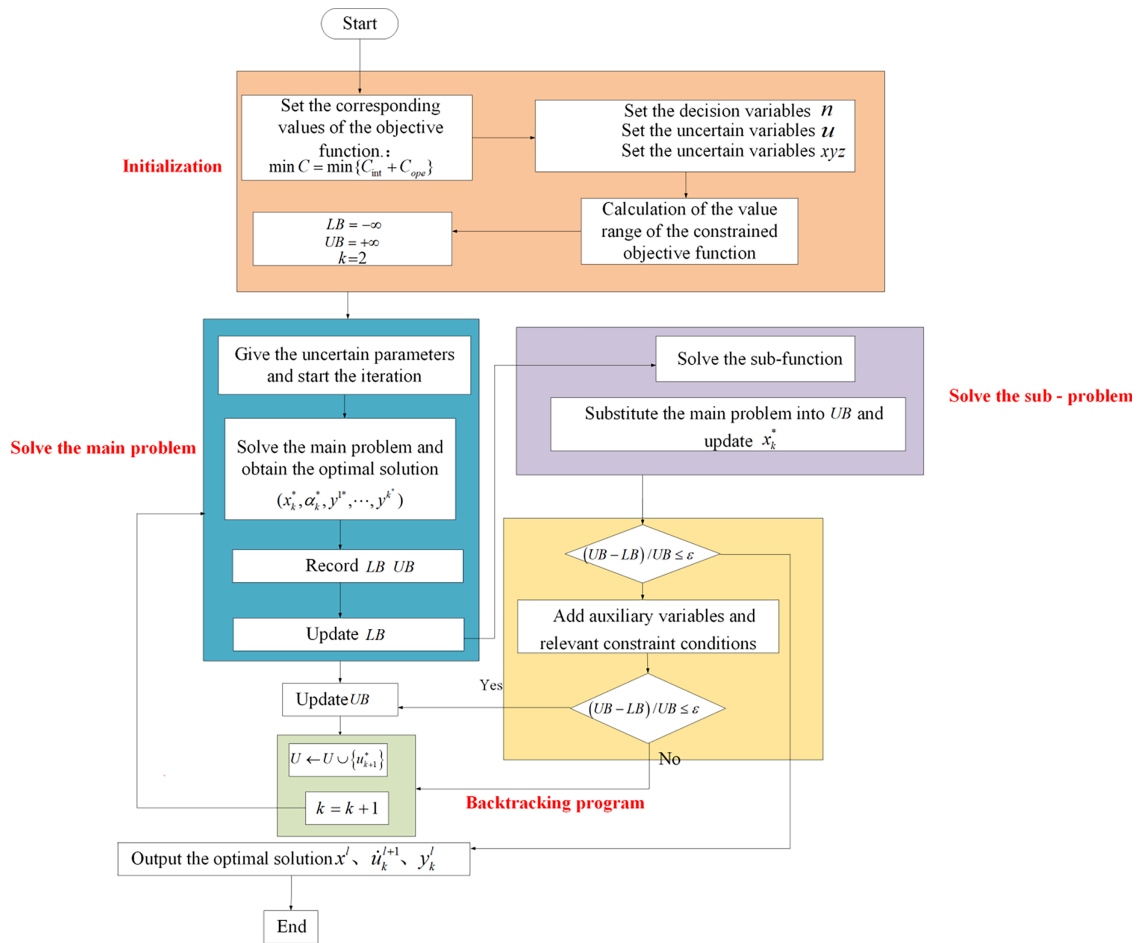 Start
Initialization
Set the corresponding
values of the objective
function.:
min C = min{C_int + C_ope}
Set the decision variables n
Set the uncertain variables u
Set the uncertain variables xyz
Calculation of the value
range of the constrained
objective function
LB = −∞
UB = +∞
k=2
Solve the main problem
Give the uncertain parameters
and start the iteration
Solve the main problem and
obtain the optimal solution
(x_k^*, α_k^*, y^{1*}, ⋯, y^{k*})
Record LB UB
Update LB
Solve the sub - problem
Solve the sub-function
Substitute the main problem into UB and
update x_k^*
(UB − LB) / UB ≤ ε
Add auxiliary variables and
relevant constraint conditions
(UB − LB) / UB ≤ ε
Yes
No
Update UB
Backtracking program
U ← U ∪ {u_{k+1}^*}
k = k + 1
Output the optimal solution x^l、u̇_k^{l+1}、y_k^l
End